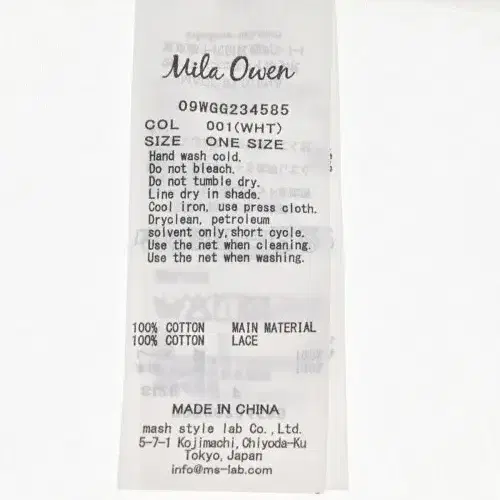 Mila Owen
09WGG234585
COL 001(WHT)
SIZE ONE SIZE
Hand wash cold.
Do not bleach.
Do not tumble dry.
Line dry in shade.
Cool iron, use press cloth.
Dryclean, petroleum
solvent only, short cycle.
Use the net when cleaning.
Use the net when washing.
100% COTTON MAIN MATERIAL
100% COTTON LACE
MADE IN CHINA
mash style lab Co., Ltd.
5-7-1 Kojimachi, Chiyoda-Ku
Tokyo, Japan
info@ms-lab.com